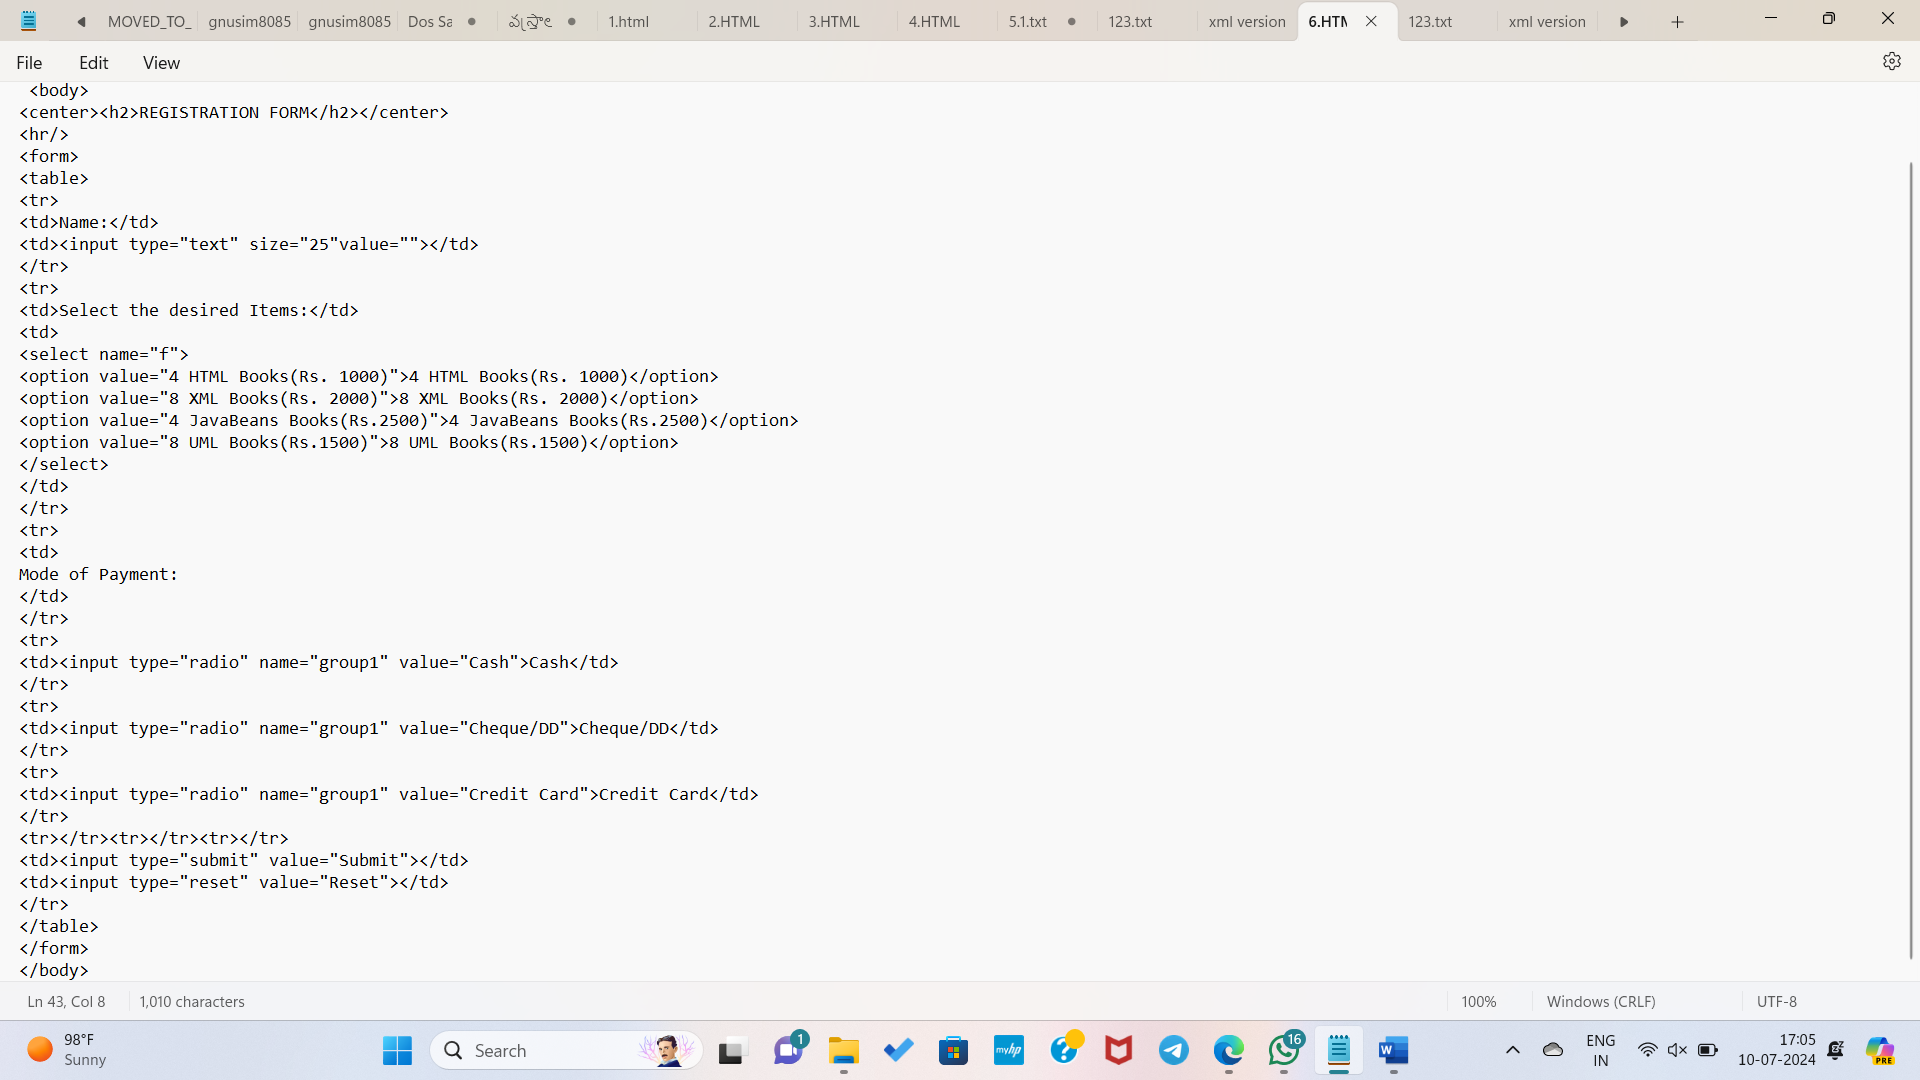 MOVED_TO_ gnusim8085 gnusim8085 Dos Sa 1.html 2.HTML 3.HTML 4.HTML 5.1.txt 123.txt xml version 6.HTM 123.txt xml version
File Edit View
<body>
<center><h2>REGISTRATION FORM</h2></center>
<hr/>
<form>
<table>
<tr>
<td>Name:</td>
<td><input type="text" size="25"value=""></td>
</tr>
<tr>
<td>Select the desired Items:</td>
<td>
<select name="f">
<option value="4 HTML Books(Rs. 1000)">4 HTML Books(Rs. 1000)</option>
<option value="8 XML Books(Rs. 2000)">8 XML Books(Rs. 2000)</option>
<option value="4 JavaBeans Books(Rs.2500)">4 JavaBeans Books(Rs.2500)</option>
<option value="8 UML Books(Rs.1500)">8 UML Books(Rs.1500)</option>
</select>
</td>
</tr>
<tr>
<td>
Mode of Payment:
</td>
</tr>
<tr>
<td><input type="radio" name="group1" value="Cash">Cash</td>
</tr>
<tr>
<td><input type="radio" name="group1" value="Cheque/DD">Cheque/DD</td>
</tr>
<tr>
<td><input type="radio" name="group1" value="Credit Card">Credit Card</td>
</tr>
<tr></tr><tr></tr><tr></tr>
<td><input type="submit" value="Submit"></td>
<td><input type="reset" value="Reset"></td>
</tr>
</table>
</form>
</body>
Ln 43, Col 8 1,010 characters 100% Windows (CRLF) UTF-8
98°F
Sunny
Search
1
myhp
16
W
ENG
IN
17:05
10-07-2024
PRE